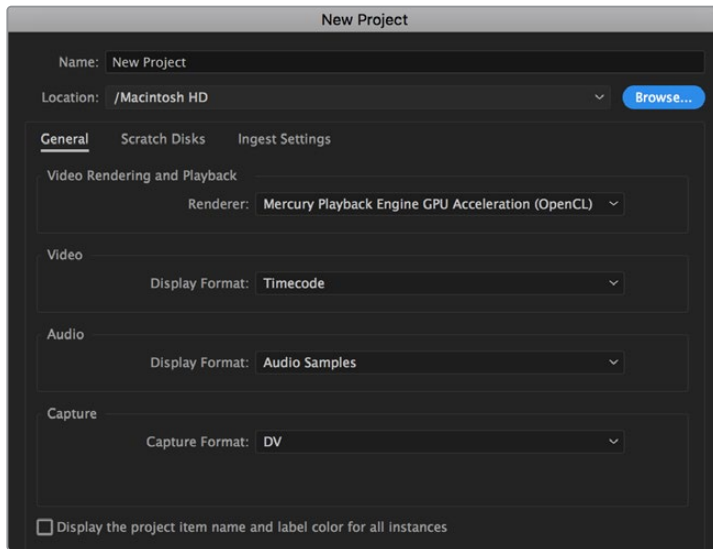 New Project
Name: New Project
Location: /Macintosh HD Browse...
General Scratch Disks Ingest Settings
Video Rendering and Playback
Renderer: Mercury Playback Engine GPU Acceleration (OpenCL)
Video
Display Format: Timecode
Audio
Display Format: Audio Samples
Capture
Capture Format: DV
Display the project item name and label color for all instances